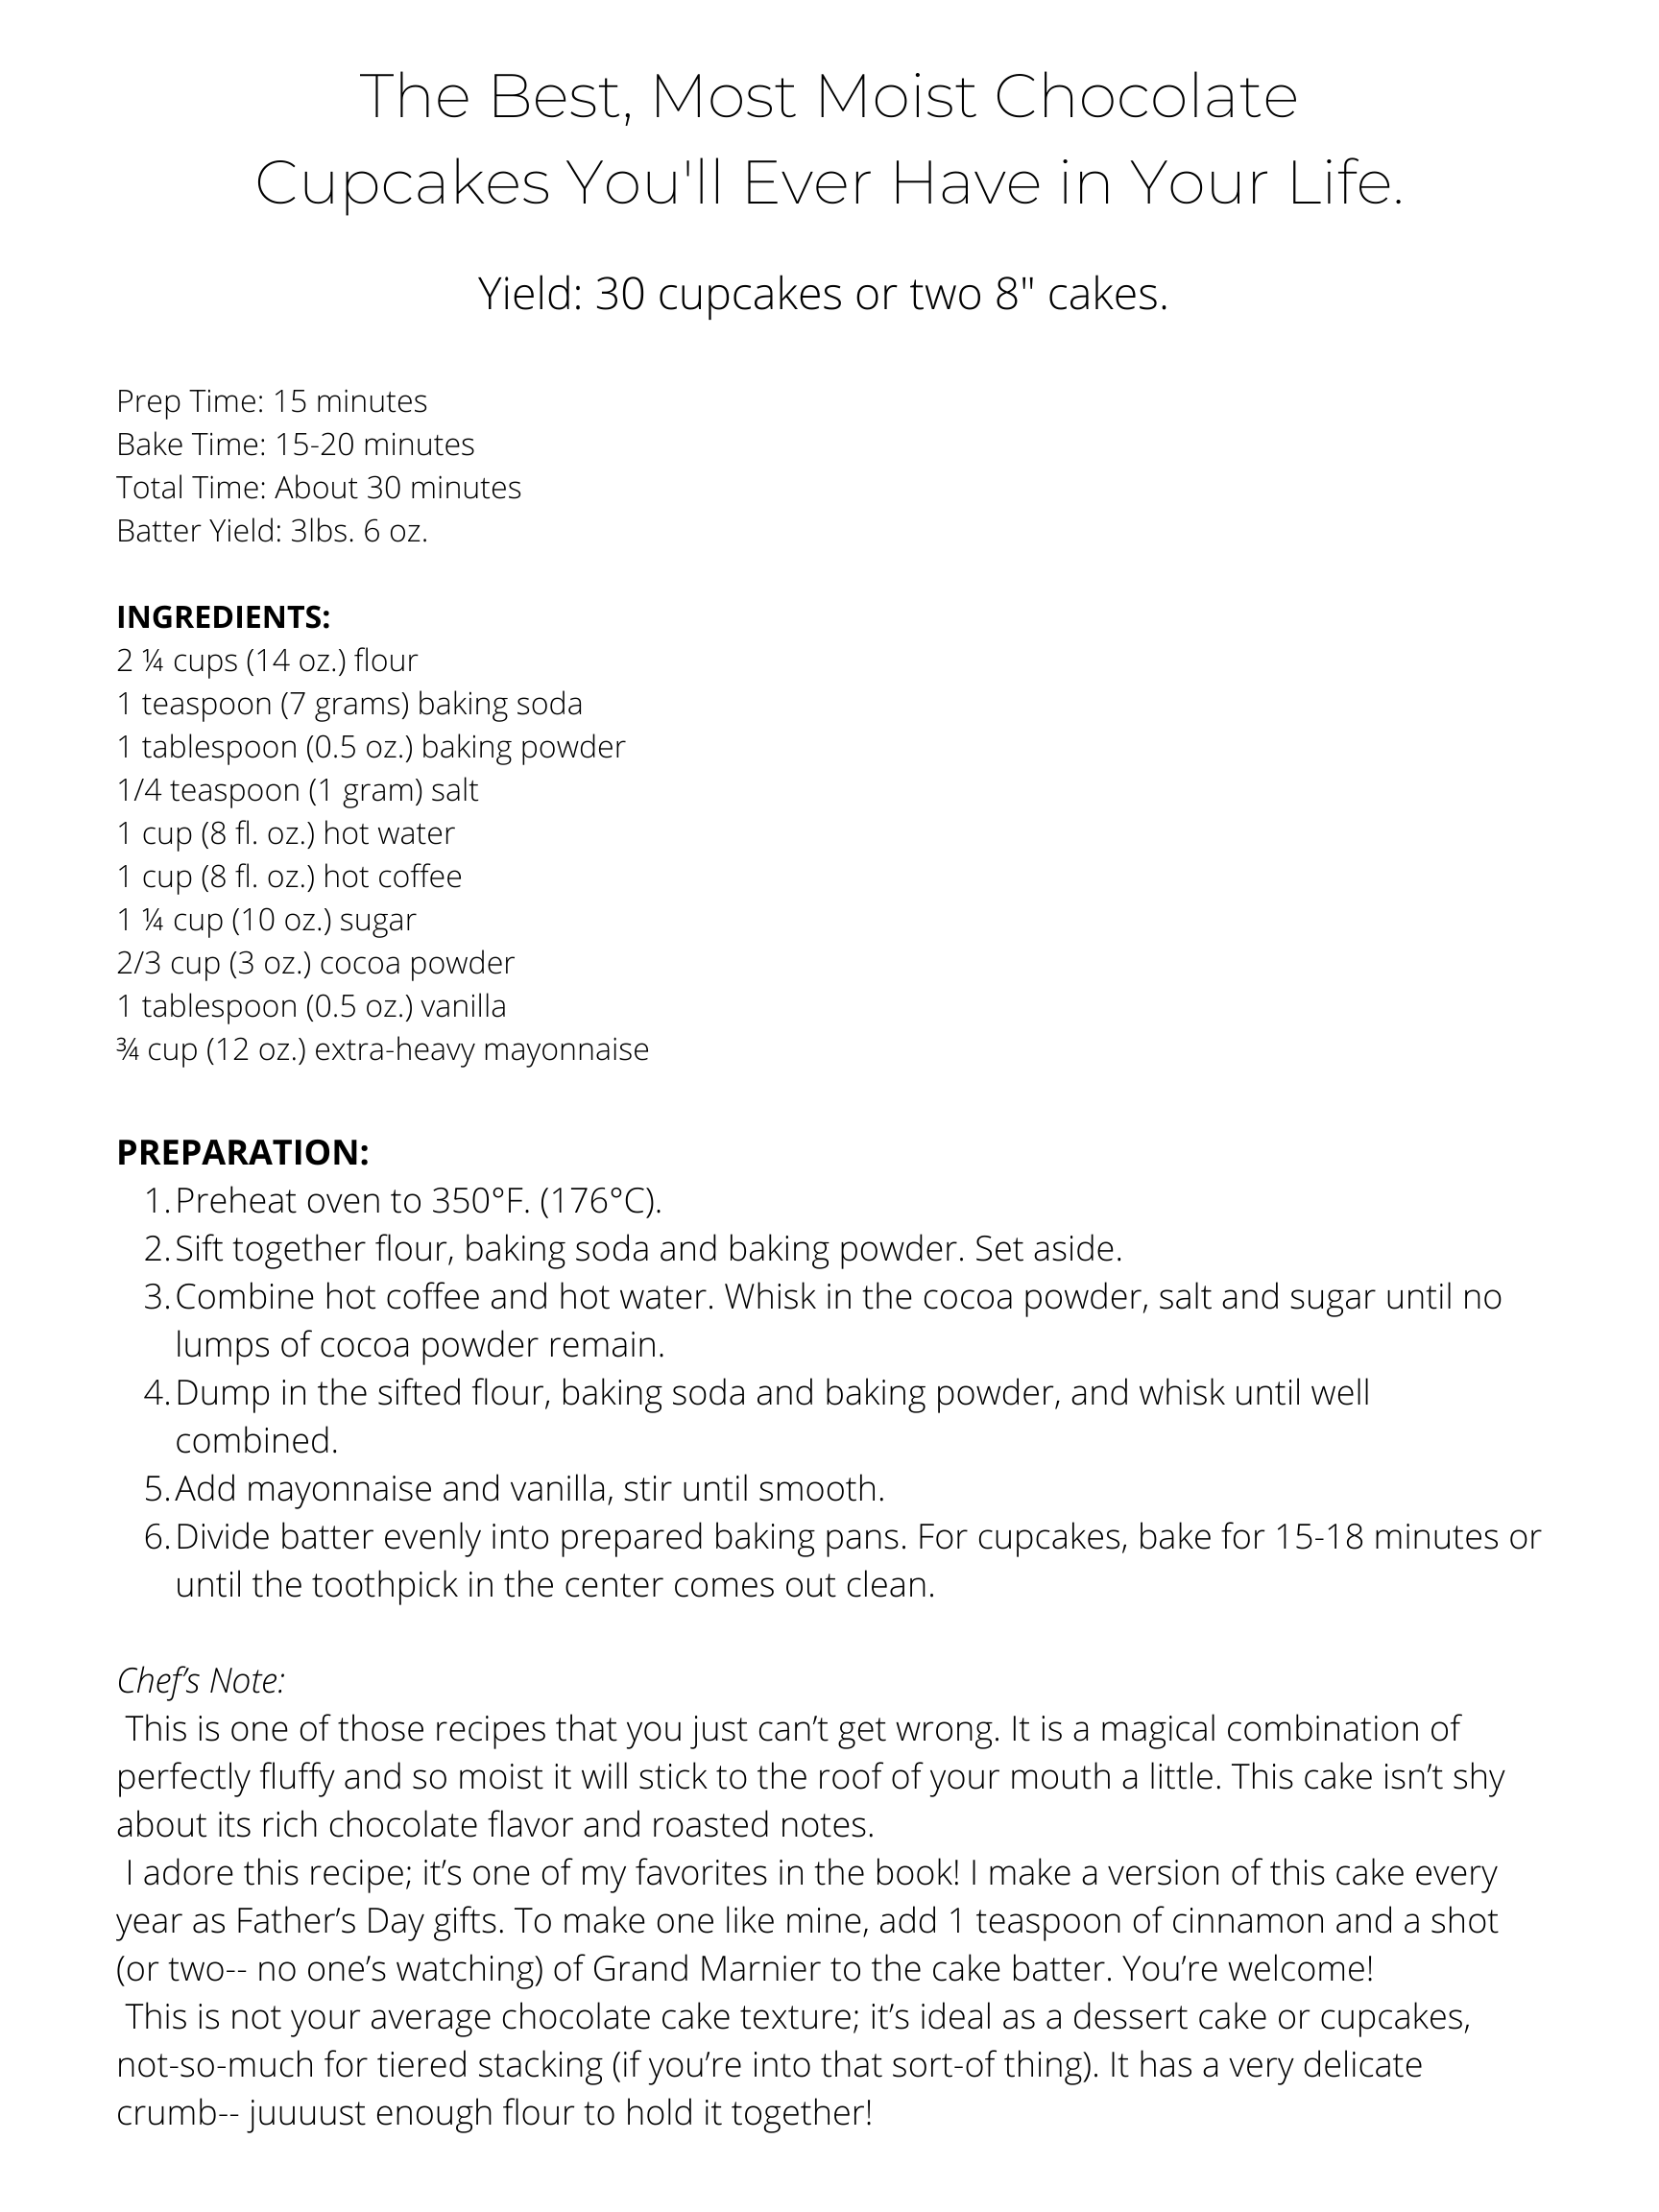 The Best, Most Moist Chocolate
Cupcakes You'll Ever Have in Your Life.
Yield: 30 cupcakes or two 8" cakes.
Prep Time: 15 minutes
Bake Time: 15-20 minutes
Total Time: About 30 minutes
Batter Yield: 3lbs. 6 oz.
INGREDIENTS:
2 ¼ cups (14 oz.) flour
1 teaspoon (7 grams) baking soda
1 tablespoon (0.5 oz.) baking powder
1/4 teaspoon (1 gram) salt
1 cup (8 fl. oz.) hot water
1 cup (8 fl. oz.) hot coffee
1 ¼ cup (10 oz.) sugar
2/3 cup (3 oz.) cocoa powder
1 tablespoon (0.5 oz.) vanilla
¾ cup (12 oz.) extra-heavy mayonnaise
PREPARATION:
1. Preheat oven to 350°F. (176°C).
2. Sift together flour, baking soda and baking powder. Set aside.
3. Combine hot coffee and hot water. Whisk in the cocoa powder, salt and sugar until no
lumps of cocoa powder remain.
4. Dump in the sifted flour, baking soda and baking powder, and whisk until well
combined.
5. Add mayonnaise and vanilla, stir until smooth.
6. Divide batter evenly into prepared baking pans. For cupcakes, bake for 15-18 minutes or
until the toothpick in the center comes out clean.
Chef’s Note:
This is one of those recipes that you just can’t get wrong. It is a magical combination of
perfectly fluffy and so moist it will stick to the roof of your mouth a little. This cake isn’t shy
about its rich chocolate flavor and roasted notes.
I adore this recipe; it’s one of my favorites in the book! I make a version of this cake every
year as Father’s Day gifts. To make one like mine, add 1 teaspoon of cinnamon and a shot
(or two-- no one’s watching) of Grand Marnier to the cake batter. You’re welcome!
This is not your average chocolate cake texture; it’s ideal as a dessert cake or cupcakes,
not-so-much for tiered stacking (if you’re into that sort-of thing). It has a very delicate
crumb-- juuuust enough flour to hold it together!